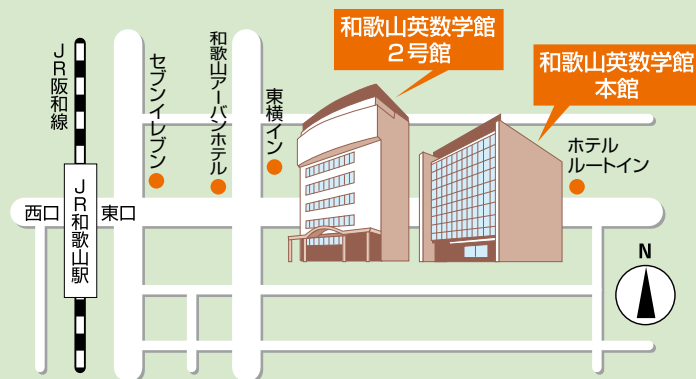 和歌山英数学館
2号館
和歌山英数学館
本館
JR阪和線
セブンイレブン
和歌山アーバンホテル
東横イン
ホテル
ルートイン
西口
JR和歌山駅
東口
N